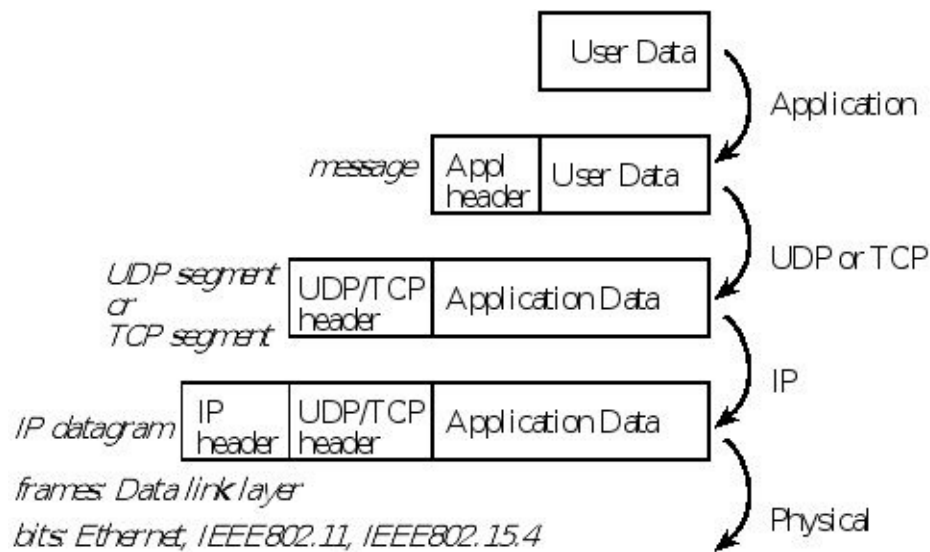 User Data
Application
message
Appl
header
User Data
UDP or TCP
UDP segment
or
TCP segment
UDP/TCP
header
Application Data
IP
IP datagram
IP
header
UDP/TCP
header
Application Data
frames: Data link layer
bits: Ethernet, IEEE802.11, IEEE802.15.4
Physical